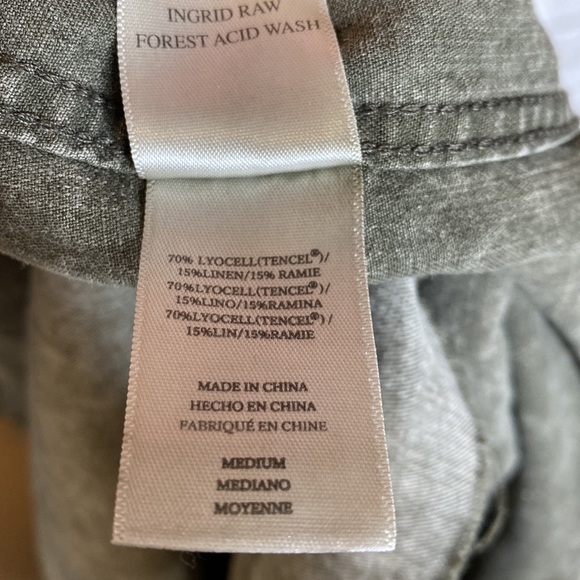 INGRID RAW
FOREST ACID WASH
70% LYOCELL(TENCEL®)/
15%LINEN/15% RAMIE
70%LYOCELL(TENCEL®)/
15%LINO/15%RAMINA
70%LYOCELL(TENCEL®)/
15%LIN/15%RAMIE
MADE IN CHINA
HECHO EN CHINA
FABRIQUÉ EN CHINE
MEDIUM
MEDIANO
MOYENNE